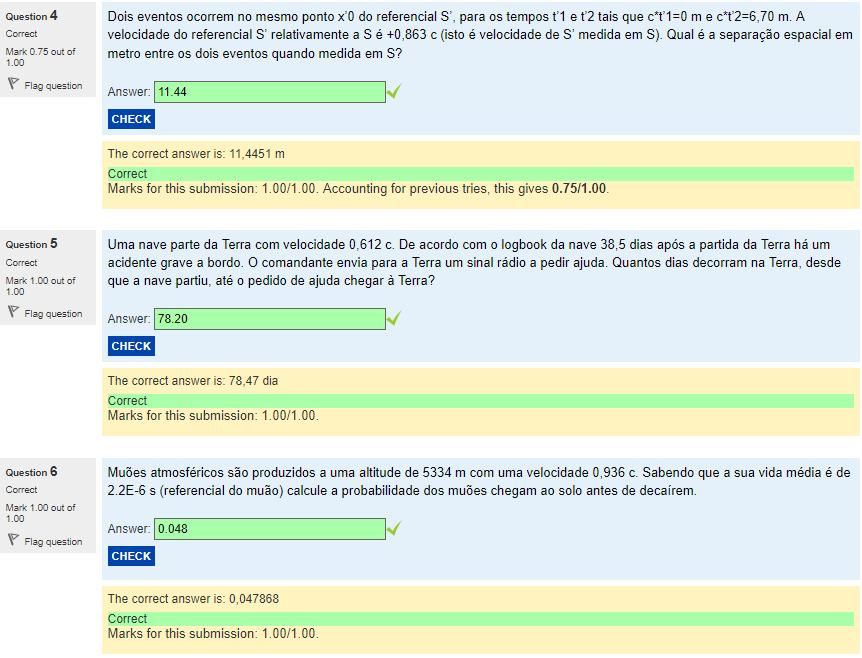 Question 4
Correct
Mark 0.75 out of
1.00
Flag question
Dois eventos ocorrem no mesmo ponto x'0 do referencial S', para os tempos t'1 e t'2 tais que c*t'1=0 m e c*t'2=6,70 m. A
velocidade do referencial S' relativamente a S é +0,863 c (isto é velocidade de S' medida em S). Qual é a separação espacial em
metro entre os dois eventos quando medida em S?
Answer: 11.44
CHECK
The correct answer is: 11,4451 m
Correct
Marks for this submission: 1.00/1.00. Accounting for previous tries, this gives 0.75/1.00.
Question 5
Correct
Mark 1.00 out of
1.00
Flag question
Uma nave parte da Terra com velocidade 0,612 c. De acordo com o logbook da nave 38,5 dias após a partida da Terra há um
acidente grave a bordo. O comandante envia para a Terra um sinal rádio a pedir ajuda. Quantos dias decorram na Terra, desde
que a nave partiu, até o pedido de ajuda chegar à Terra?
Answer: 78.20
CHECK
The correct answer is: 78,47 dia
Correct
Marks for this submission: 1.00/1.00.
Question 6
Correct
Mark 1.00 out of
1.00
Flag question
Muões atmosféricos são produzidos a uma altitude de 5334 m com uma velocidade 0,936 c. Sabendo que a sua vida média é de
2.2E-6 s (referencial do muão) calcule a probabilidade dos muões chegam ao solo antes de decaírem.
Answer: 0.048
CHECK
The correct answer is: 0,047868
Correct
Marks for this submission: 1.00/1.00.